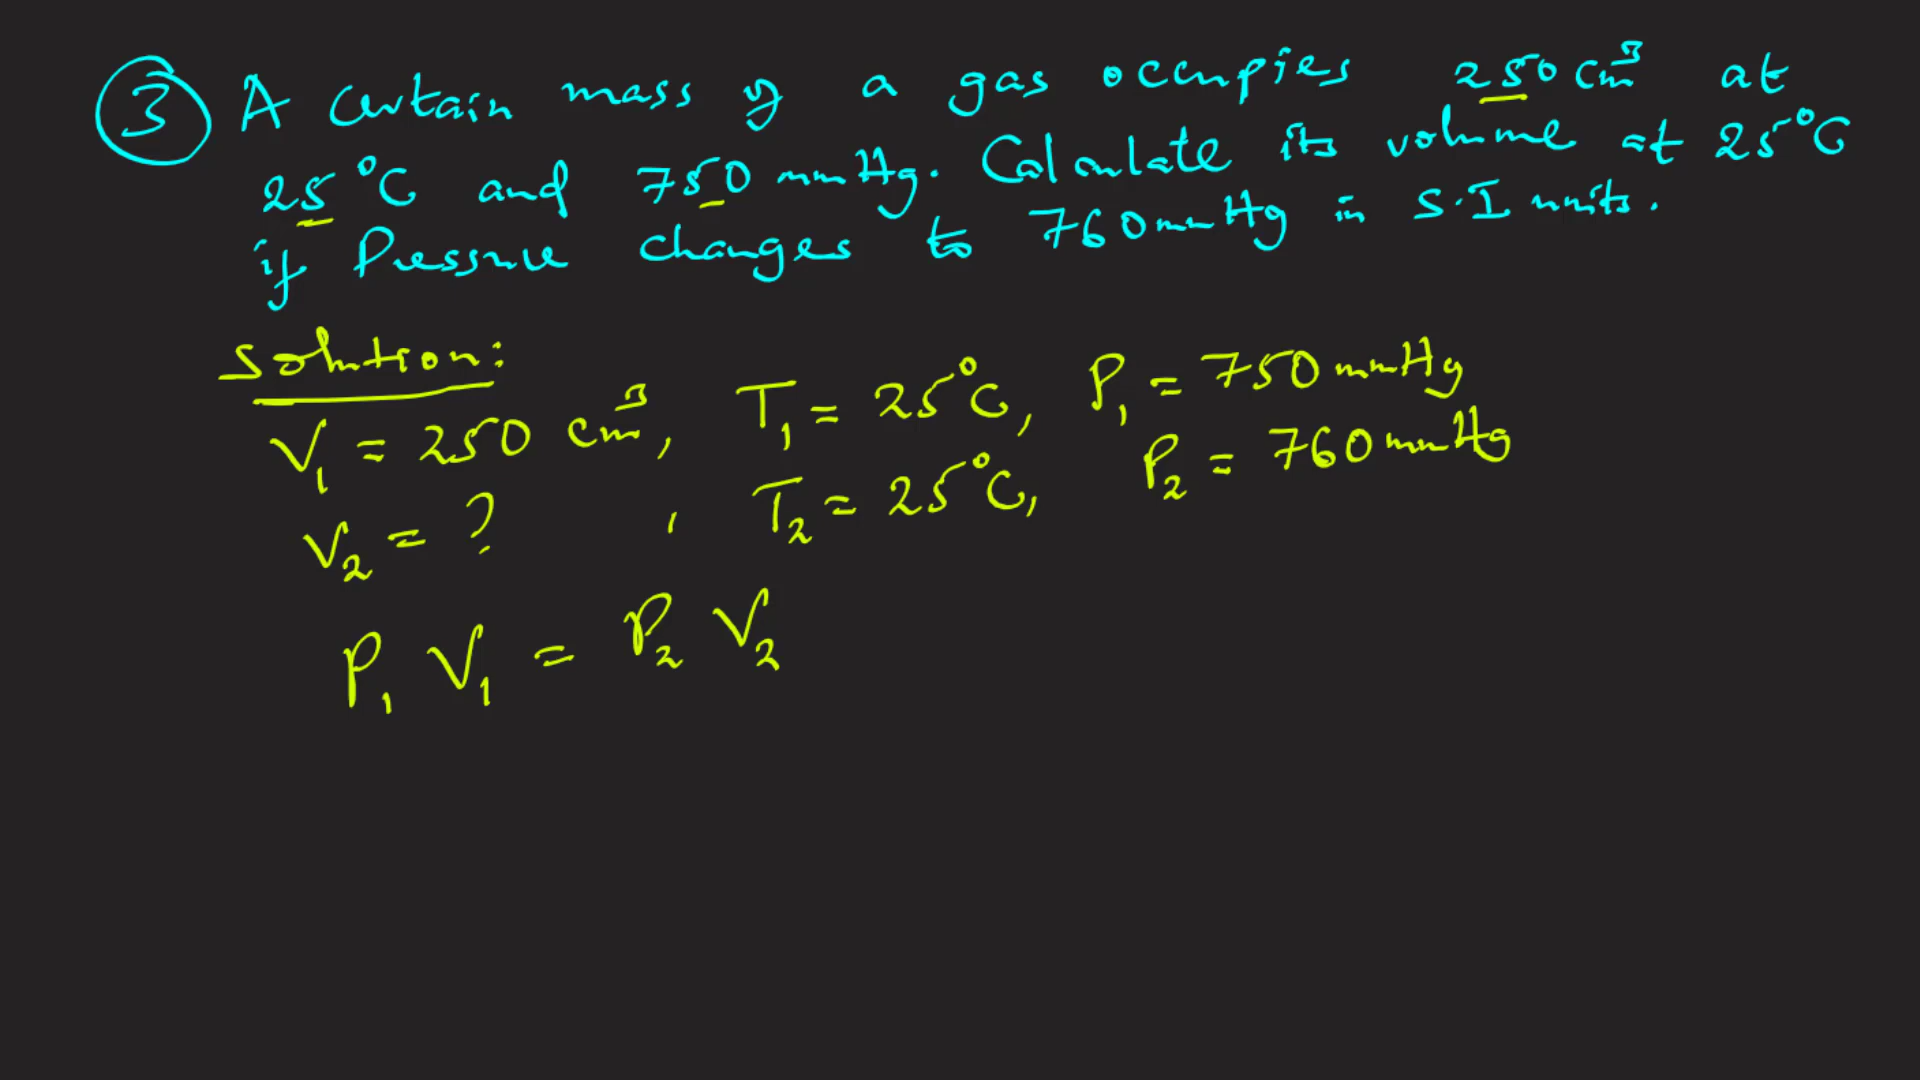 ③ A certain mass of a gas occupies 250 cm³ at
25 °C and 750 mmHg. Calculate its volume at 25°C
if Pressure changes to 760mmHg in S.I units.
Solution:
V₁ = 250 cm³, T₁ = 25°C, P₁ = 750 mmHg
V₂ = ? , T₂ = 25°C, P₂ = 760 mmHg
P₁ V₁ = P₂ V₂